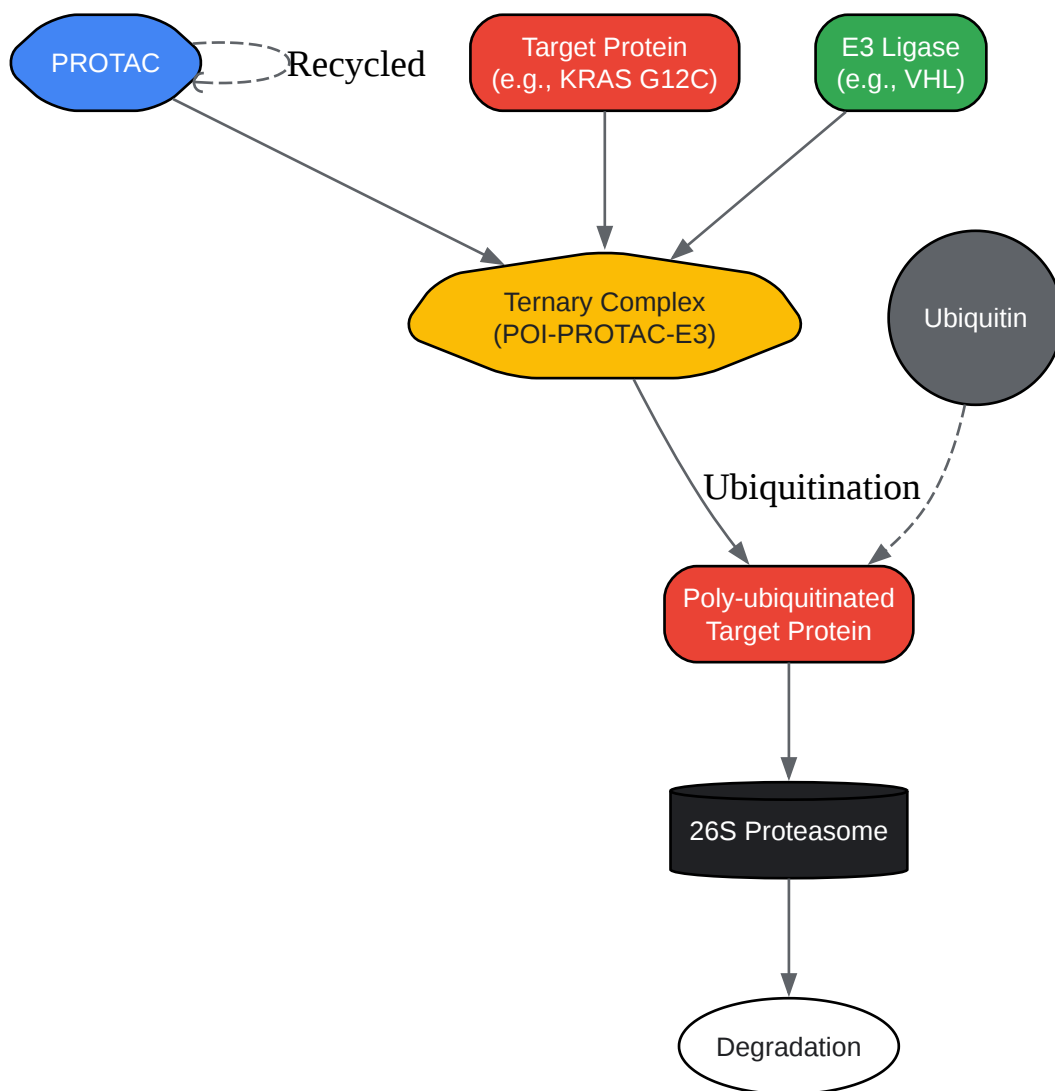 PROTAC
Recycled
Target Protein
(e.g., KRAS G12C)
E3 Ligase
(e.g., VHL)
Ternary Complex
(POI-PROTAC-E3)
Ubiquitin
Ubiquitination
Poly-ubiquitinated
Target Protein
26S Proteasome
Degradation